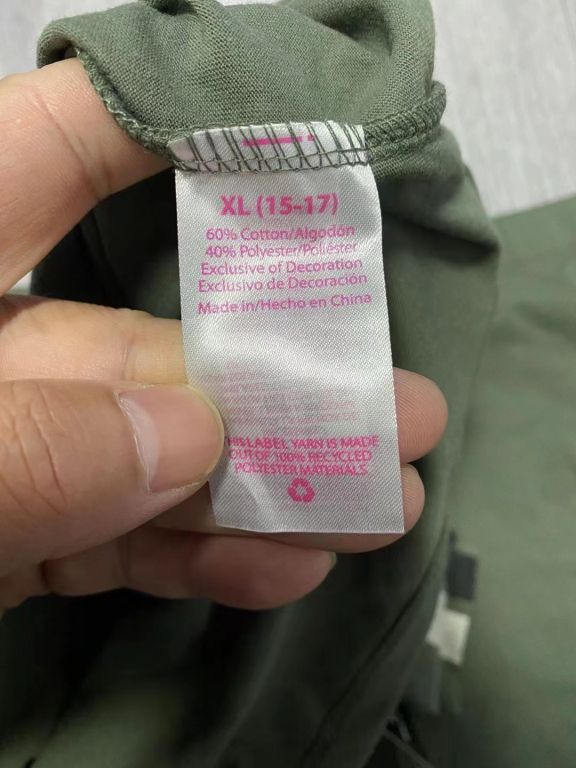 XL (15-17)
60% Cotton/Algodón
40% Polyester/Poliéster
Exclusive of Decoration
Exclusivo de Decoración
Made in/Hecho en China
THIS LABEL YARN IS MADE
OUT OF 100% RECYCLED
POLYESTER MATERIALS